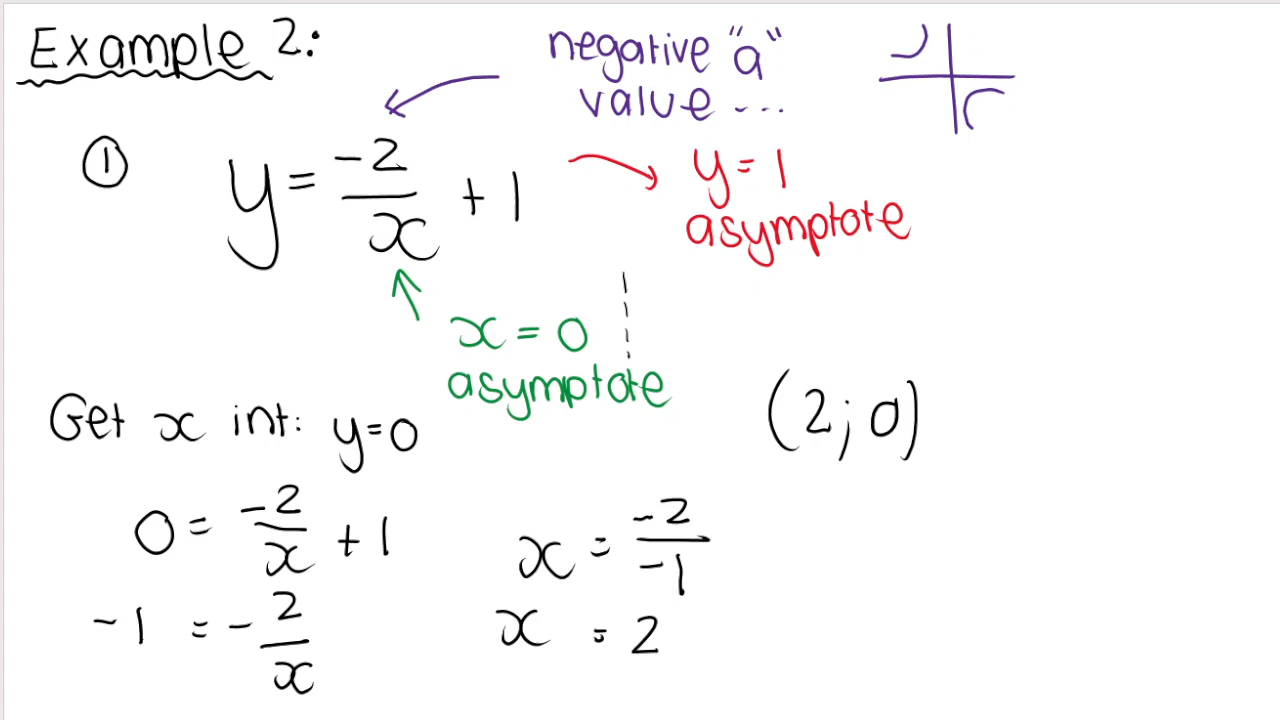 Example 2:
negative "a"
value ...
①
y = -2/x + 1
y = 1
asymptote
x = 0
asymptote
Get x int: y=0
(2; 0)
0 = -2/x + 1
-1 = -2/x
x = -2/-1
x = 2